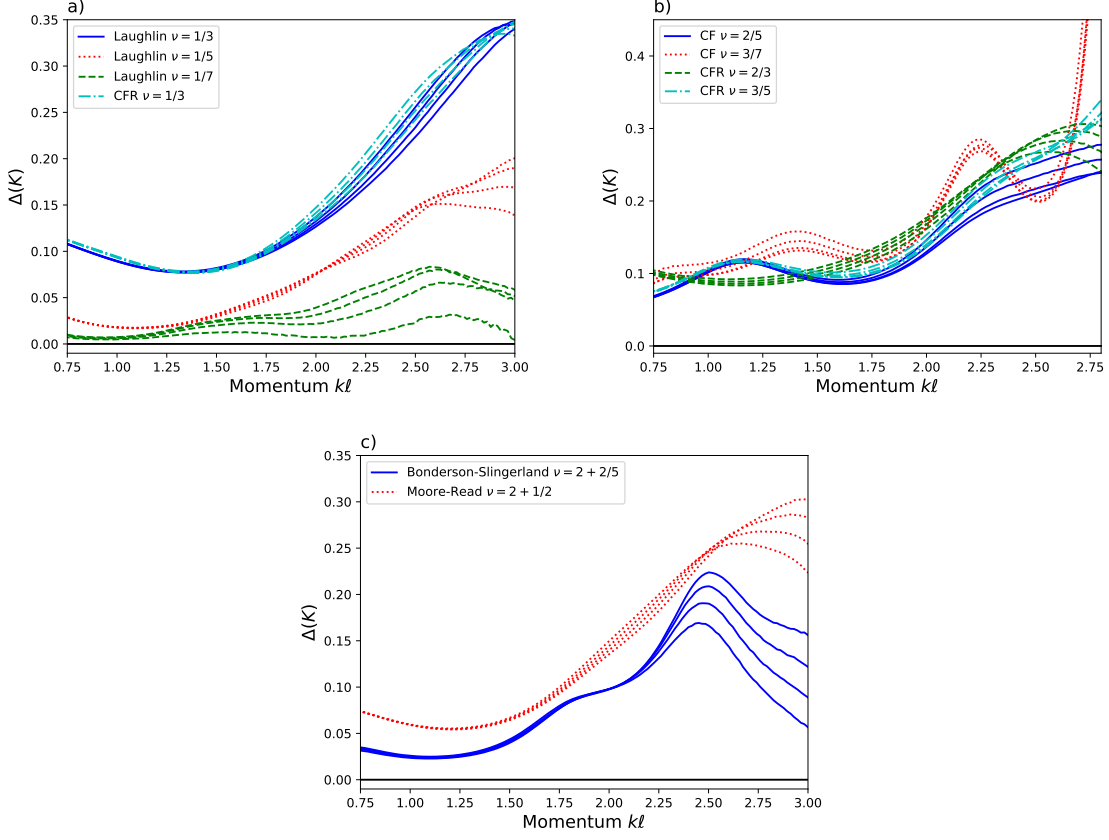 a)
Laughlin ν = 1/3
Laughlin ν = 1/5
Laughlin ν = 1/7
CFR ν = 1/3
0.35
0.30
0.25
0.20
0.15
0.10
0.05
0.00
Δ(K)
0.75 1.00 1.25 1.50 1.75 2.00 2.25 2.50 2.75 3.00
Momentum kℓ
b)
CF ν = 2/5
CF ν = 3/7
CFR ν = 2/3
CFR ν = 3/5
0.4
0.3
0.2
0.1
0.0
Δ(K)
0.75 1.00 1.25 1.50 1.75 2.00 2.25 2.50 2.75
Momentum kℓ
c)
Bonderson-Slingerland ν = 2 + 2/5
Moore-Read ν = 2 + 1/2
0.35
0.30
0.25
0.20
0.15
0.10
0.05
0.00
Δ(K)
0.75 1.00 1.25 1.50 1.75 2.00 2.25 2.50 2.75 3.00
Momentum kℓ